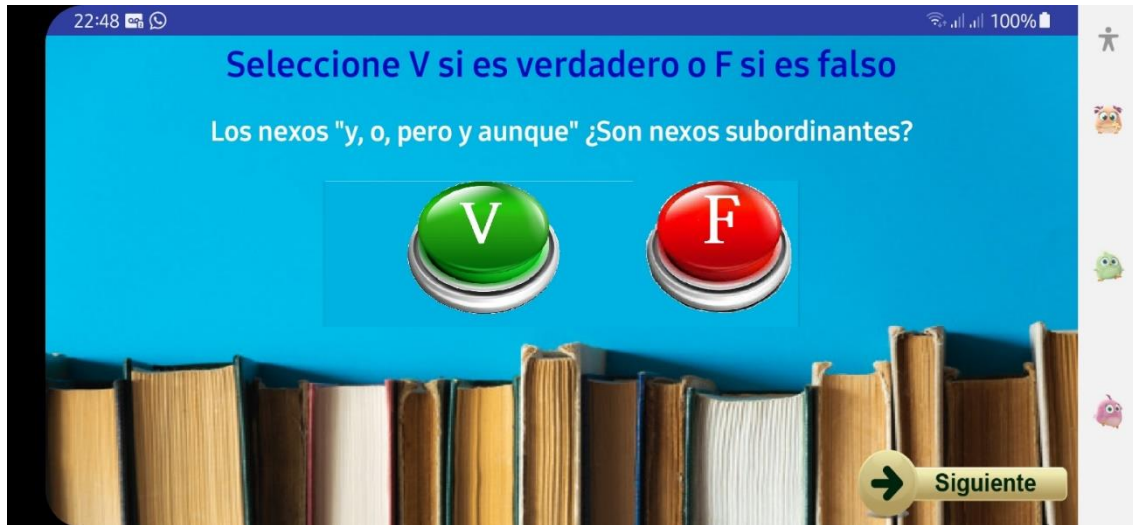 22:48
100%
Seleccione V si es verdadero o F si es falso
Los nexos "y, o, pero y aunque" ¿Son nexos subordinantes?
V F
Siguiente